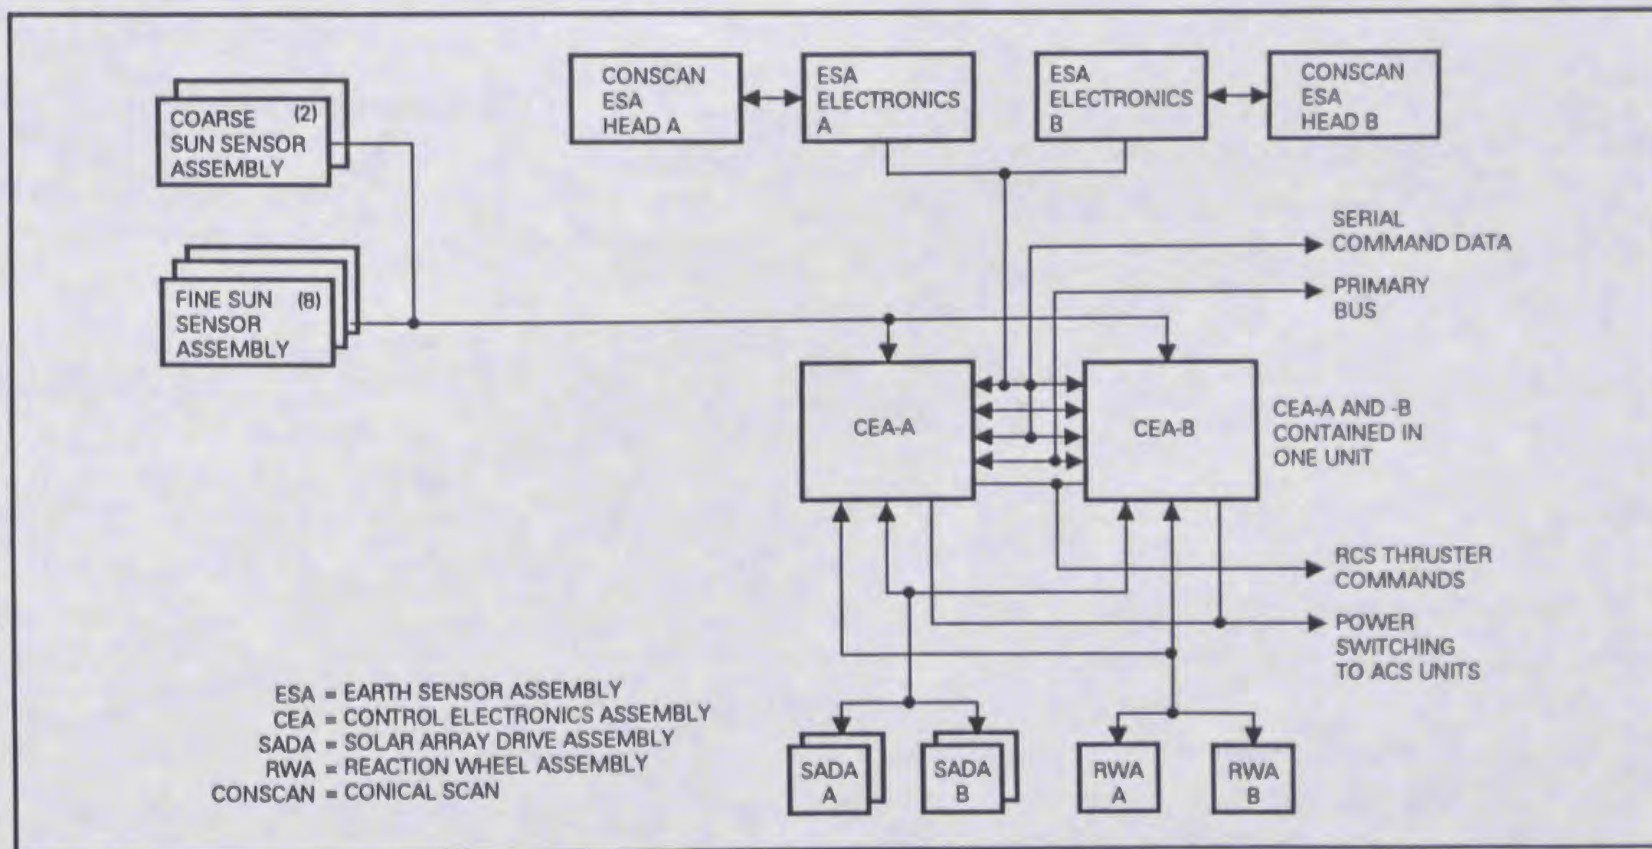 CONSCAN
ESA
HEAD A
ESA
ELECTRONICS
A
ESA
ELECTRONICS
B
CONSCAN
ESA
HEAD B
COARSE (2)
SUN SENSOR
ASSEMBLY
SERIAL
COMMAND DATA
PRIMARY
BUS
FINE SUN (8)
SENSOR
ASSEMBLY
CEA-A
CEA-B
CEA-A AND -B
CONTAINED IN
ONE UNIT
RCS THRUSTER
COMMANDS
POWER
SWITCHING
TO ACS UNITS
ESA = EARTH SENSOR ASSEMBLY
CEA = CONTROL ELECTRONICS ASSEMBLY
SADA = SOLAR ARRAY DRIVE ASSEMBLY
RWA = REACTION WHEEL ASSEMBLY
CONSCAN = CONICAL SCAN
SADA
A
SADA
B
RWA
A
RWA
B